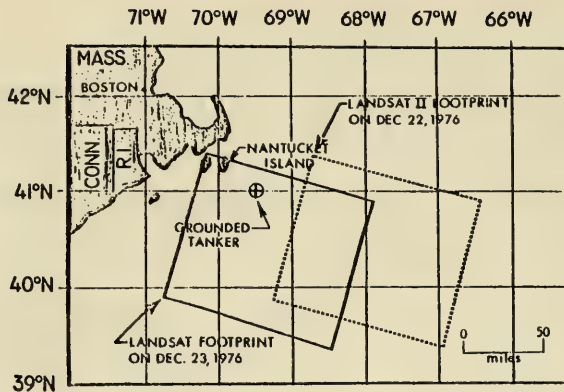 71°W 70°W 69°W 68°W 67°W 66°W
MASS.
BOSTON
42°N
LANDSAT II FOOTPRINT
ON DEC 22, 1976
NANTUCKET
ISLAND
CONN.
R.I.
41°N
GROUNDED
TANKER
40°N
0 50
miles
LANDSAT FOOTPRINT
ON DEC. 23, 1976
39°N